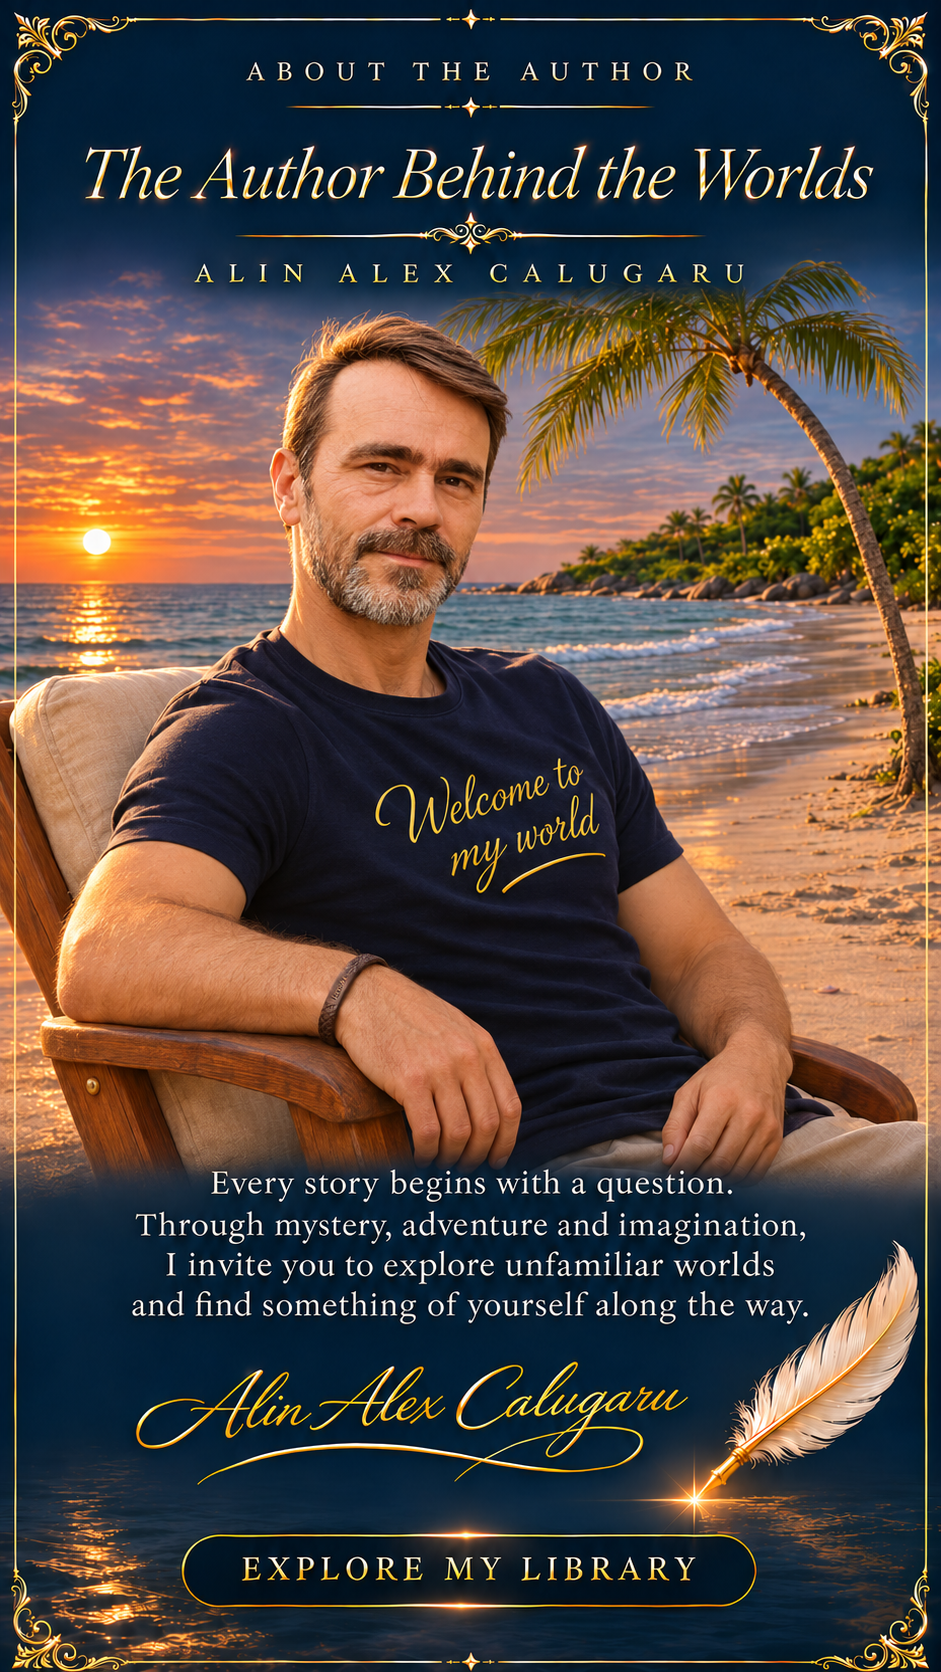 ABOUT THE AUTHOR
The Author Behind the Worlds
ALIN ALEX CALUGARU
Welcome to
my world
Every story begins with a question.
Through mystery, adventure and imagination,
I invite you to explore unfamiliar worlds
and find something of yourself along the way.
Alin Alex Calugaru
EXPLORE MY LIBRARY